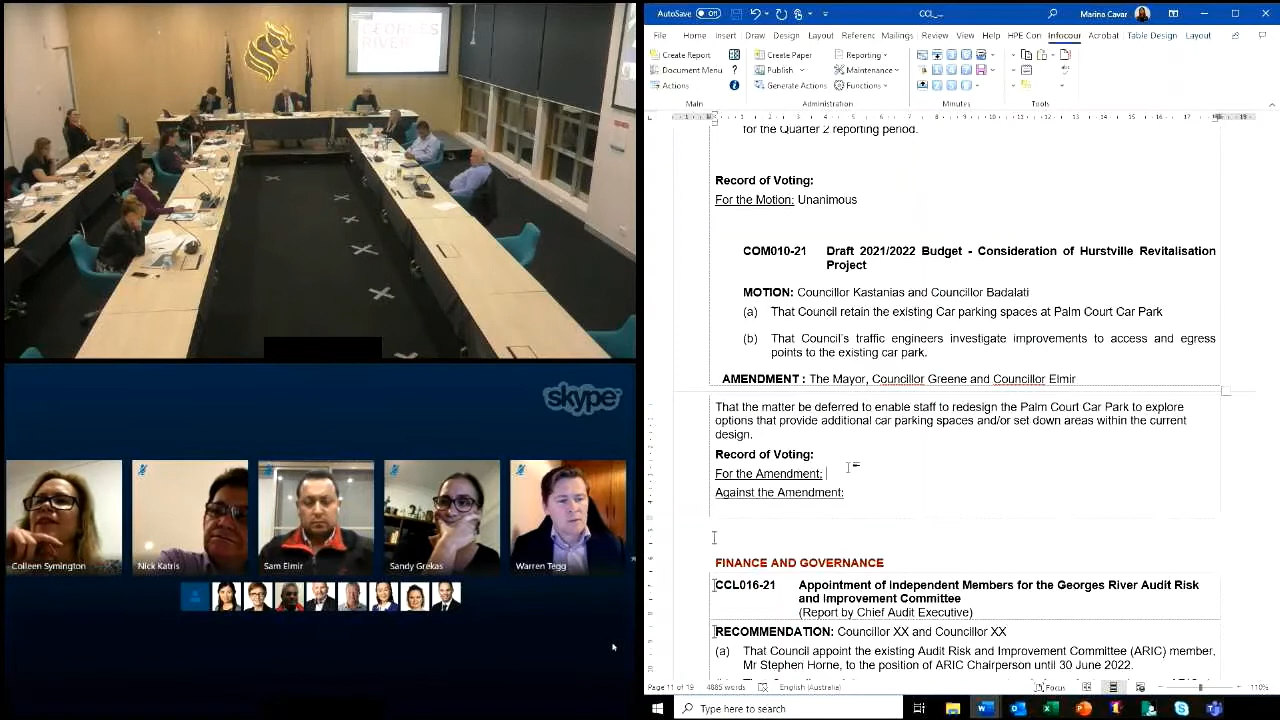 GEORGES
RIVER
skype
Colleen Symington
Nick Katris
Sam Elmir
Sandy Grekas
Warren Tegg
AutoSave Off
CCL_...
Marina Cavar
File Home Insert Draw Design Layout References Mailings Review View Help HPE Con Infocour Acrobat Table Design Layout
Create Report
Document Menu
Actions
Main
Create Paper
Publish
Generate Actions
Reporting
Maintenance
Functions
Administration
Minutes
Tools
for the Quarter 2 reporting period.
Record of Voting:
For the Motion: Unanimous
COM010-21 Draft 2021/2022 Budget - Consideration of Hurstville Revitalisation
Project
MOTION: Councillor Kastanias and Councillor Badalati
(a) That Council retain the existing Car parking spaces at Palm Court Car Park
(b) That Council's traffic engineers investigate improvements to access and egress
points to the existing car park.
AMENDMENT : The Mayor, Councillor Greene and Councillor Elmir
That the matter be deferred to enable staff to redesign the Palm Court Car Park to explore
options that provide additional car parking spaces and/or set down areas within the current
design.
Record of Voting:
For the Amendment:
Against the Amendment:
FINANCE AND GOVERNANCE
CCL016-21 Appointment of Independent Members for the Georges River Audit Risk
and Improvement Committee
(Report by Chief Audit Executive)
RECOMMENDATION: Councillor XX and Councillor XX
(a) That Council appoint the existing Audit Risk and Improvement Committee (ARIC) member,
Mr Stephen Horne, to the position of ARIC Chairperson until 30 June 2022.
Page 11 of 19 4885 words English (Australia) Focus 110%
Type here to search